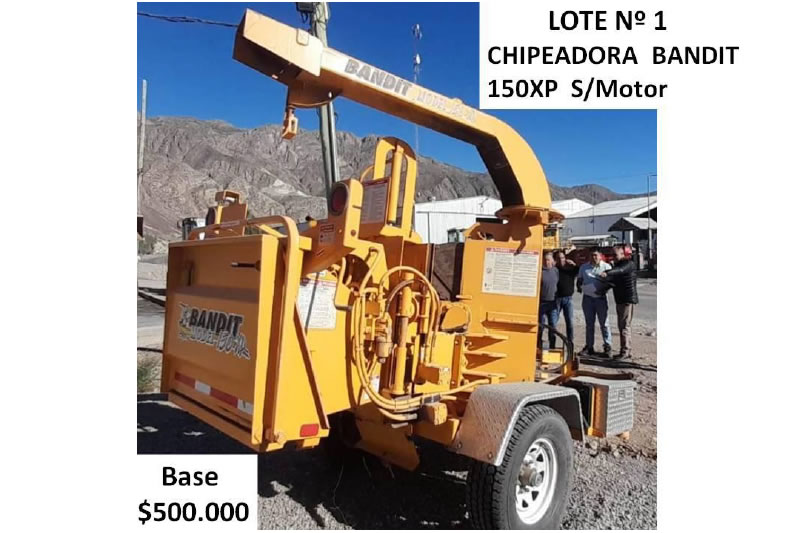 LOTE Nº 1
CHIPEADORA BANDIT
150XP S/Motor
BANDIT
BANDIT
Base
$500.000